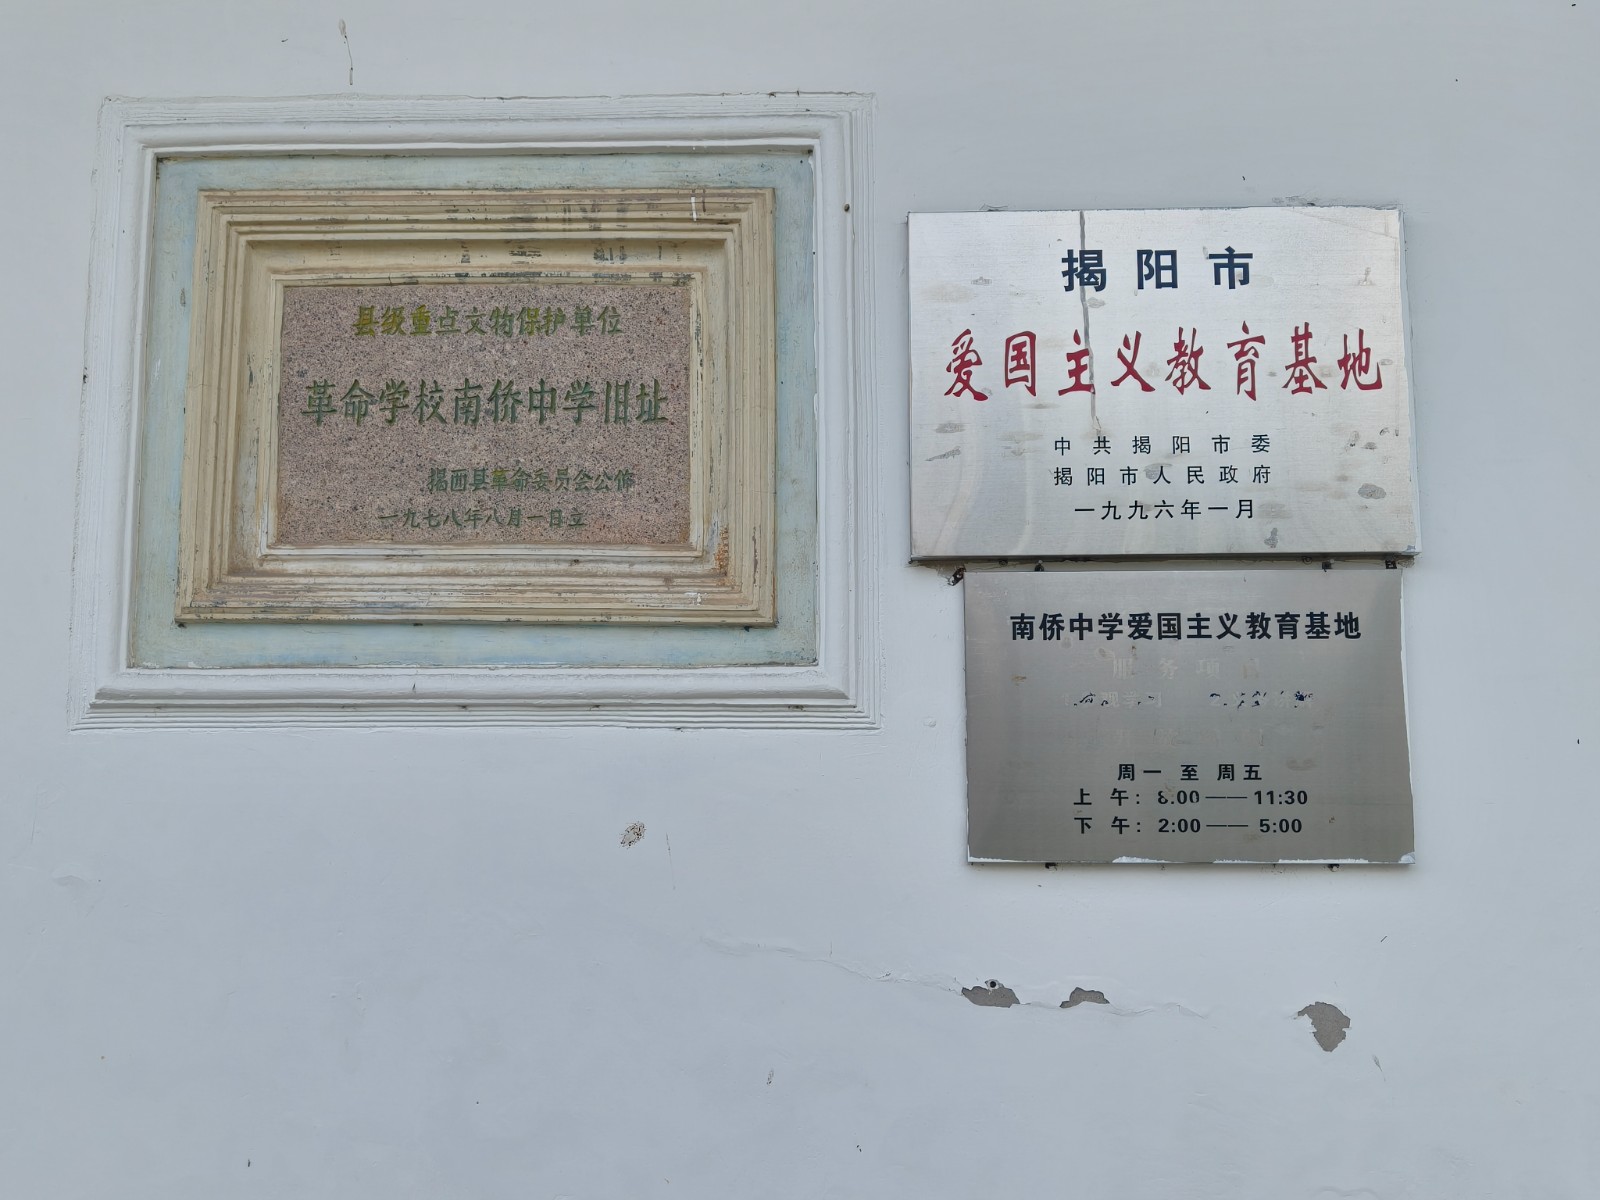 县级重点文物保护单位
革命学校南侨中学旧址
揭西县革命委员会公佈
一九七八年八月一日立
揭阳市
爱国主义教育基地
中共揭阳市委
揭阳市人民政府
一九九六年一月
南侨中学爱国主义教育基地
服务项目
观学习
周一 至 周五
上 午：8:00——11:30
下 午：2:00—— 5:00